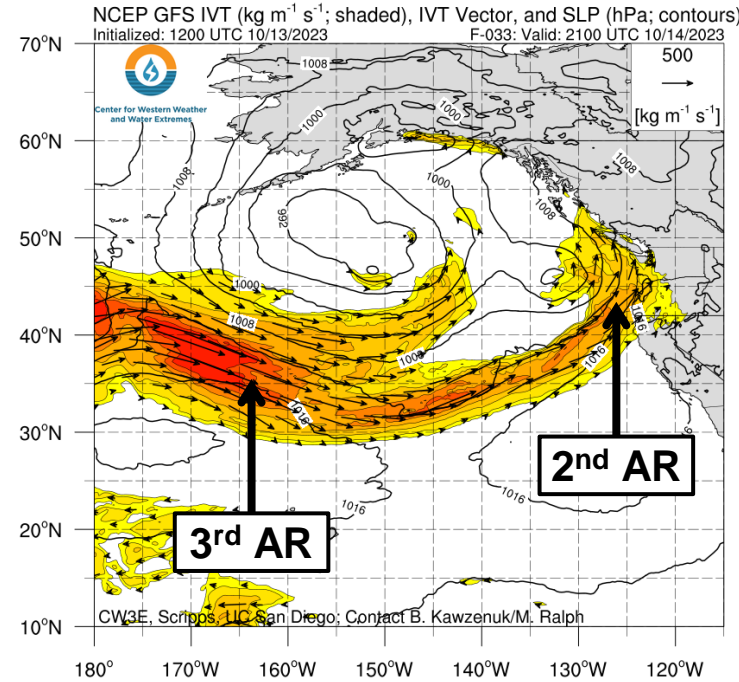 NCEP GFS IVT (kg m⁻¹ s⁻¹; shaded), IVT Vector, and SLP (hPa; contours)
Initialized: 1200 UTC 10/13/2023 F-033: Valid: 2100 UTC 10/14/2023
70°N
500
[kg m⁻¹ s⁻¹]
Center for Western Weather
and Water Extremes
1008
1000
1000
60°N
1008
1008
1000
1008
992
50°N
1000
1008
40°N
1008
1016
1016
1016
30°N
1016
2nd AR
1016
1016
20°N
3rd AR
CW3E, Scripps, UC San Diego; Contact B. Kawzenuk/M. Ralph
10°N
180° 170°W 160°W 150°W 140°W 130°W 120°W